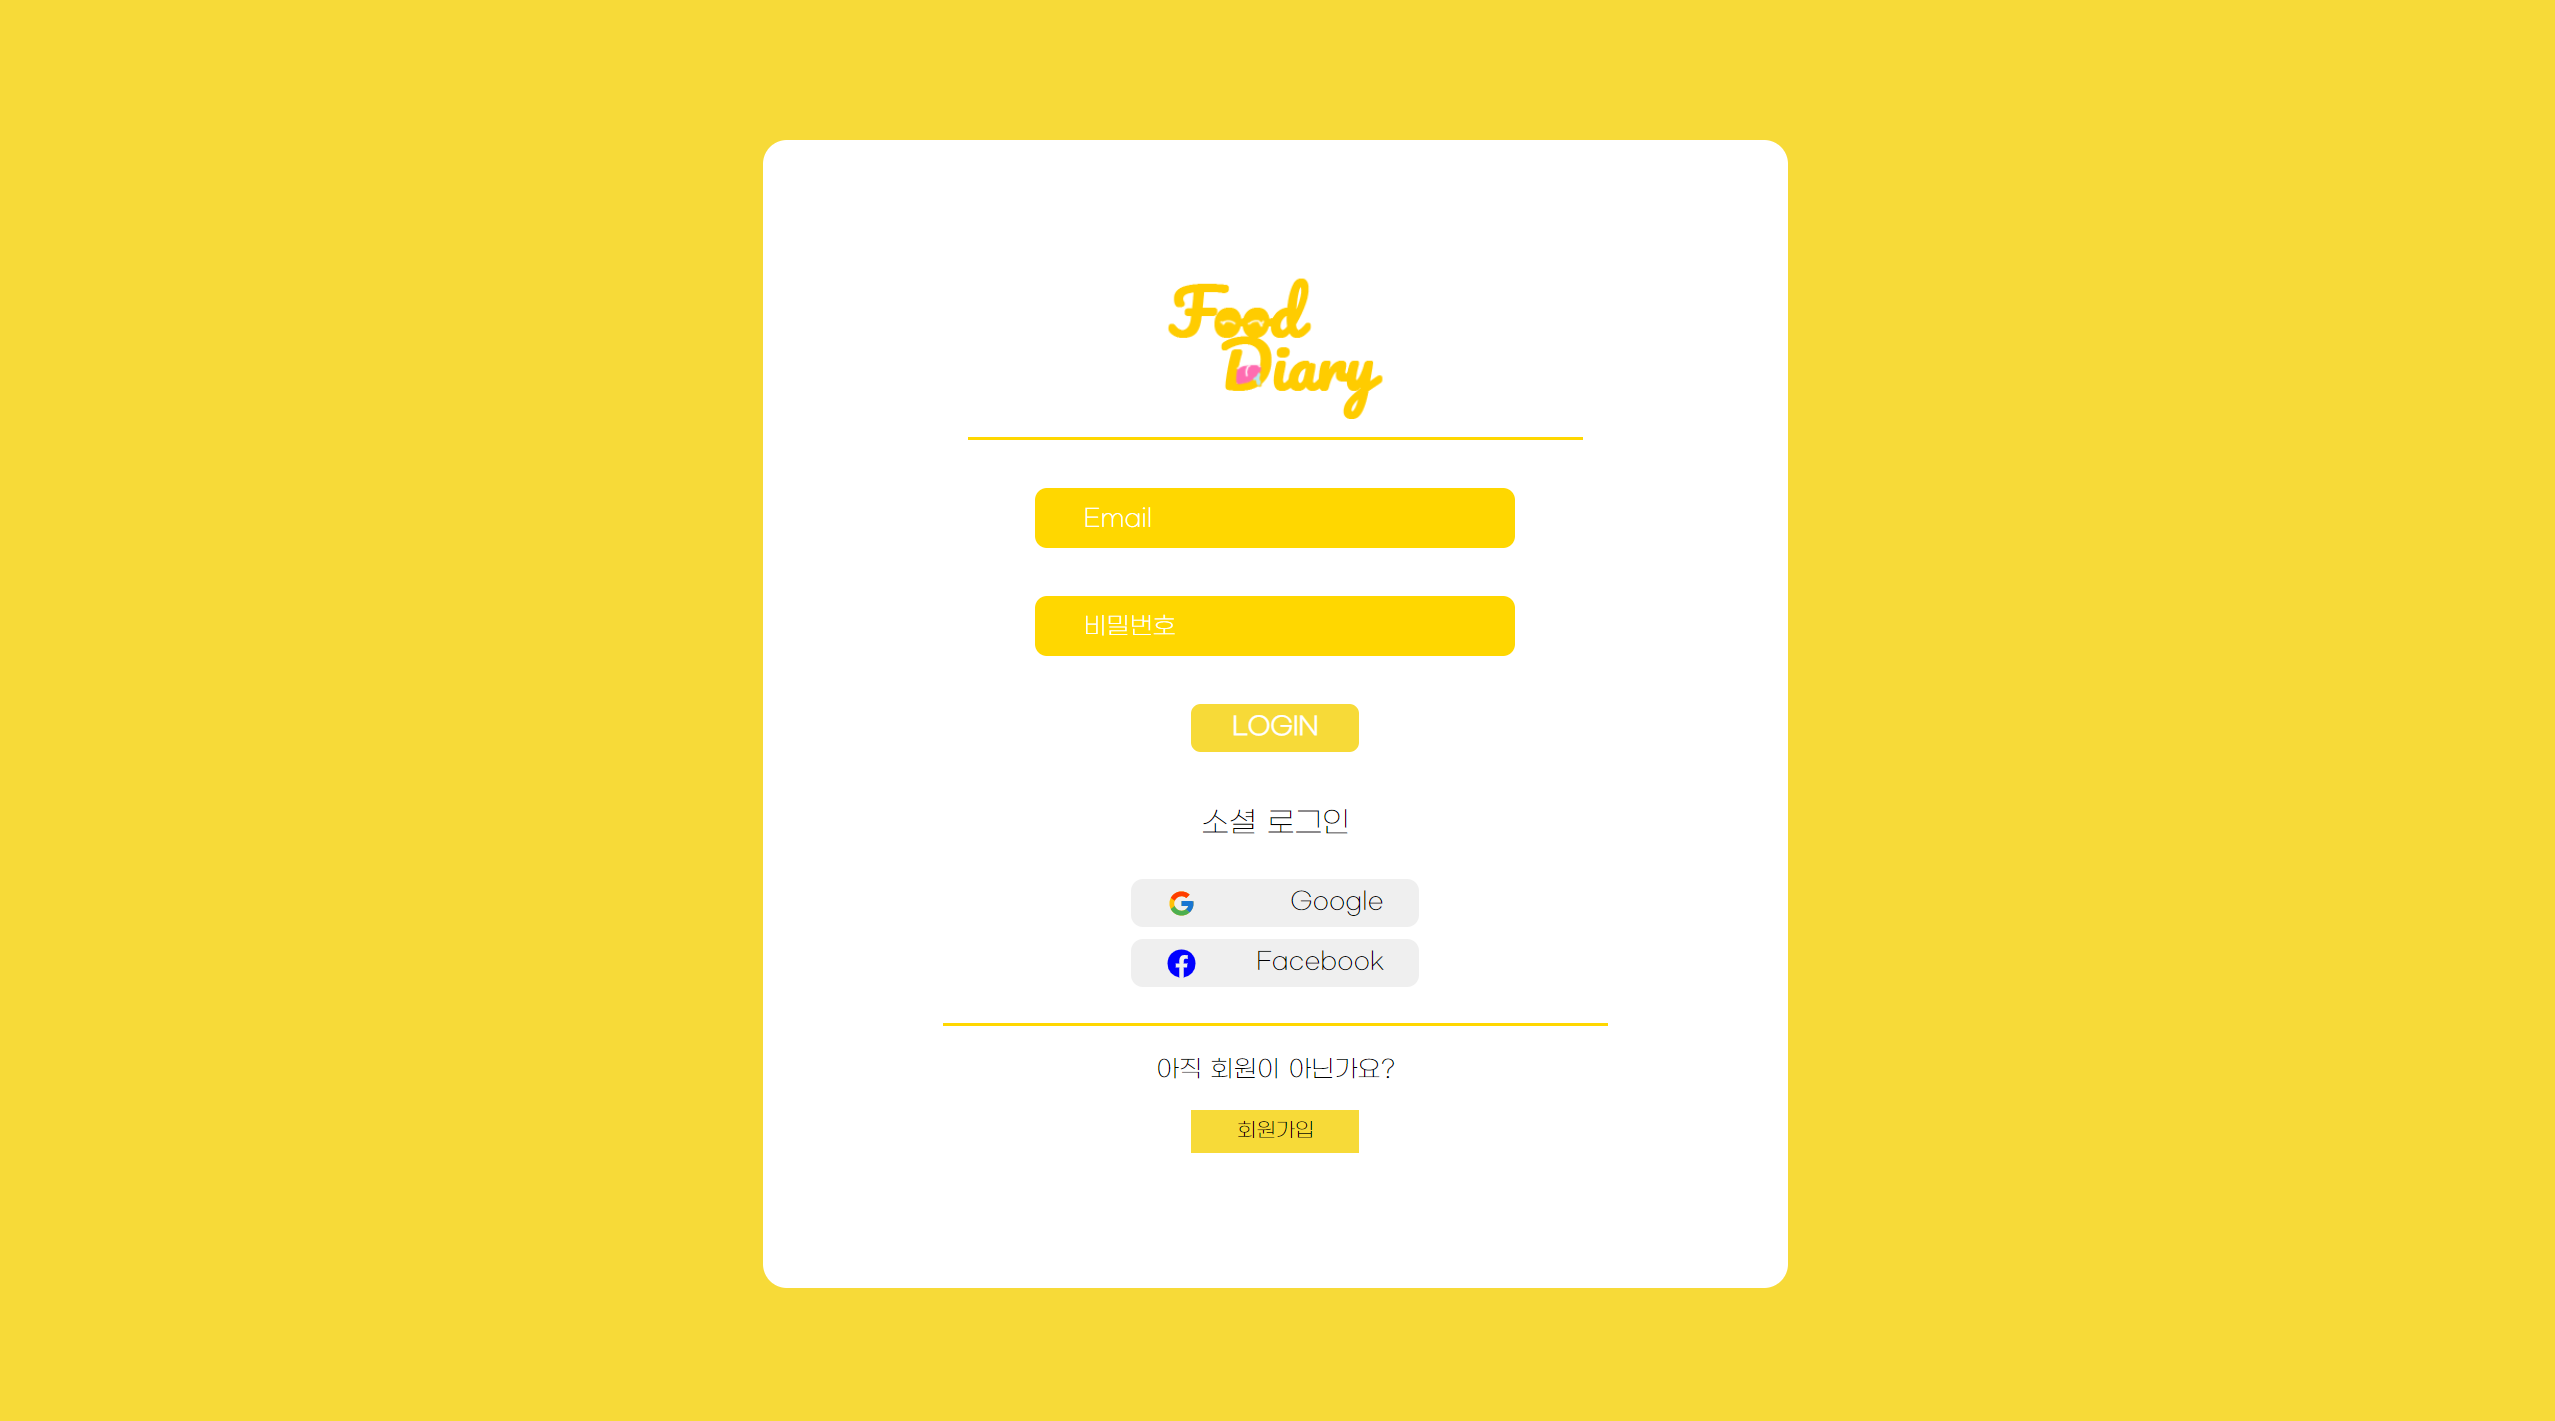 Food
Diary
Email
비밀번호
LOGIN
소셜 로그인
Google
Facebook
아직 회원이 아닌가요?
회원가입